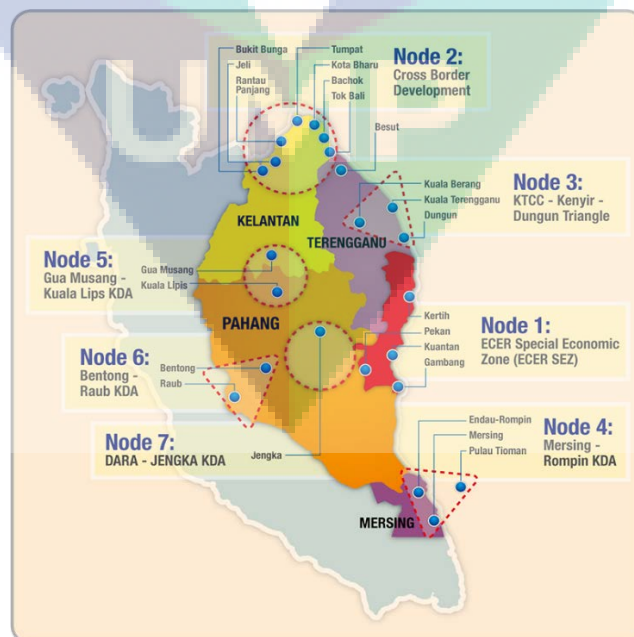 Bukit Bunga
Jeli
Rantau
Panjang
Tumpat
Kota Bharu
Bachok
Tok Bali
Node 2:
Cross Border
Development
Besut
Kuala Berang
Kuala Terengganu
Dungun
Node 3:
KTCC - Kenyir -
Dungun Triangle
KELANTAN
TERENGGANU
Node 5:
Gua Musang -
Kuala Lips KDA
Gua Musang
Kuala Lipis
PAHANG
Kertih
Pekan
Kuantan
Gambang
Node 1:
ECER Special Economic
Zone (ECER SEZ)
Node 6:
Bentong -
Raub KDA
Bentong
Raub
Node 7:
DARA - JENGKA KDA
Jengka
Endau-Rompin
Mersing
Pulau Tioman
Node 4:
Mersing -
Rompin KDA
MERSING